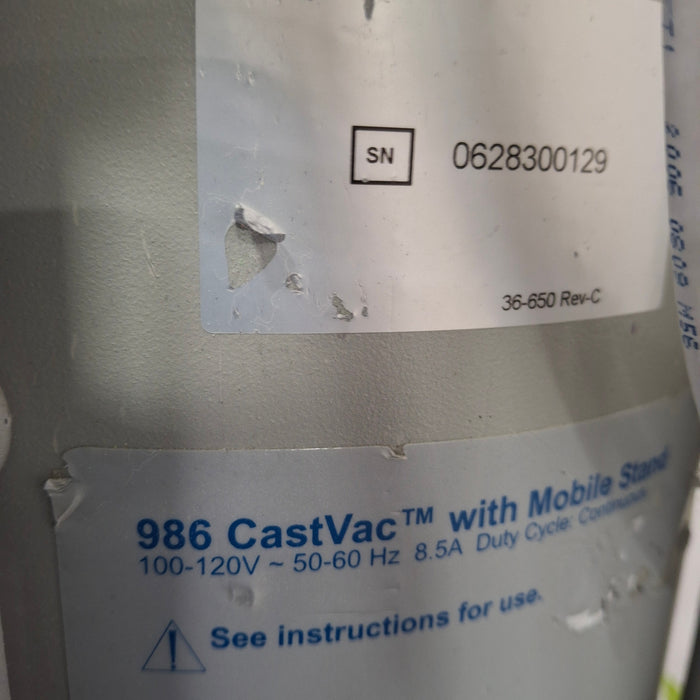 SN 0628300129
36-650 Rev-C
986 CastVac™ with Mobile Stand
100-120V ~ 50-60 Hz 8.5A Duty Cycle: Continuous
See instructions for use.